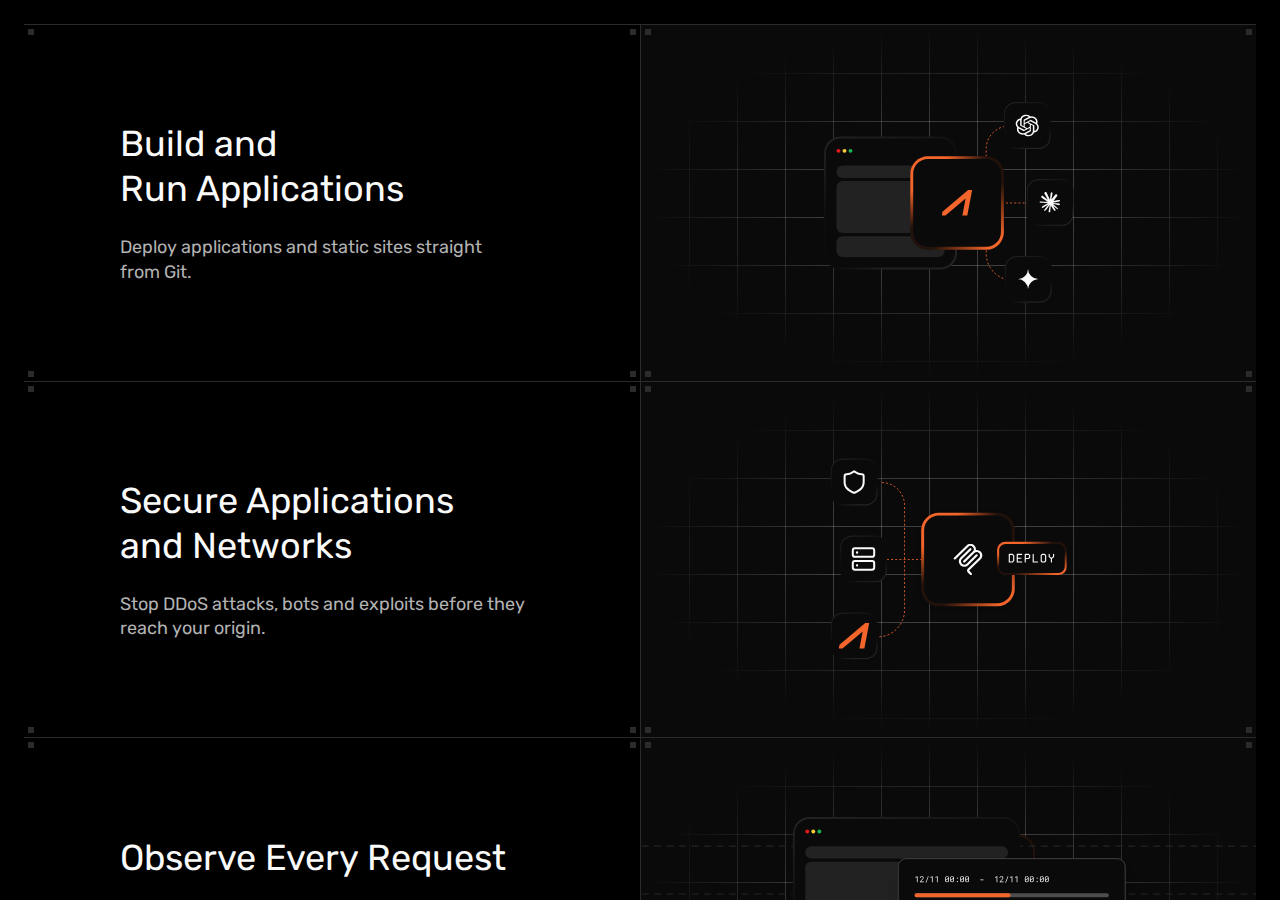 Build and
Run Applications
Deploy applications and static sites straight
from Git.
Secure Applications
and Networks
Stop DDoS attacks, bots and exploits before they
reach your origin.
DEPLOY
Observe Every Request
12/11 00:00 – 12/11 00:00